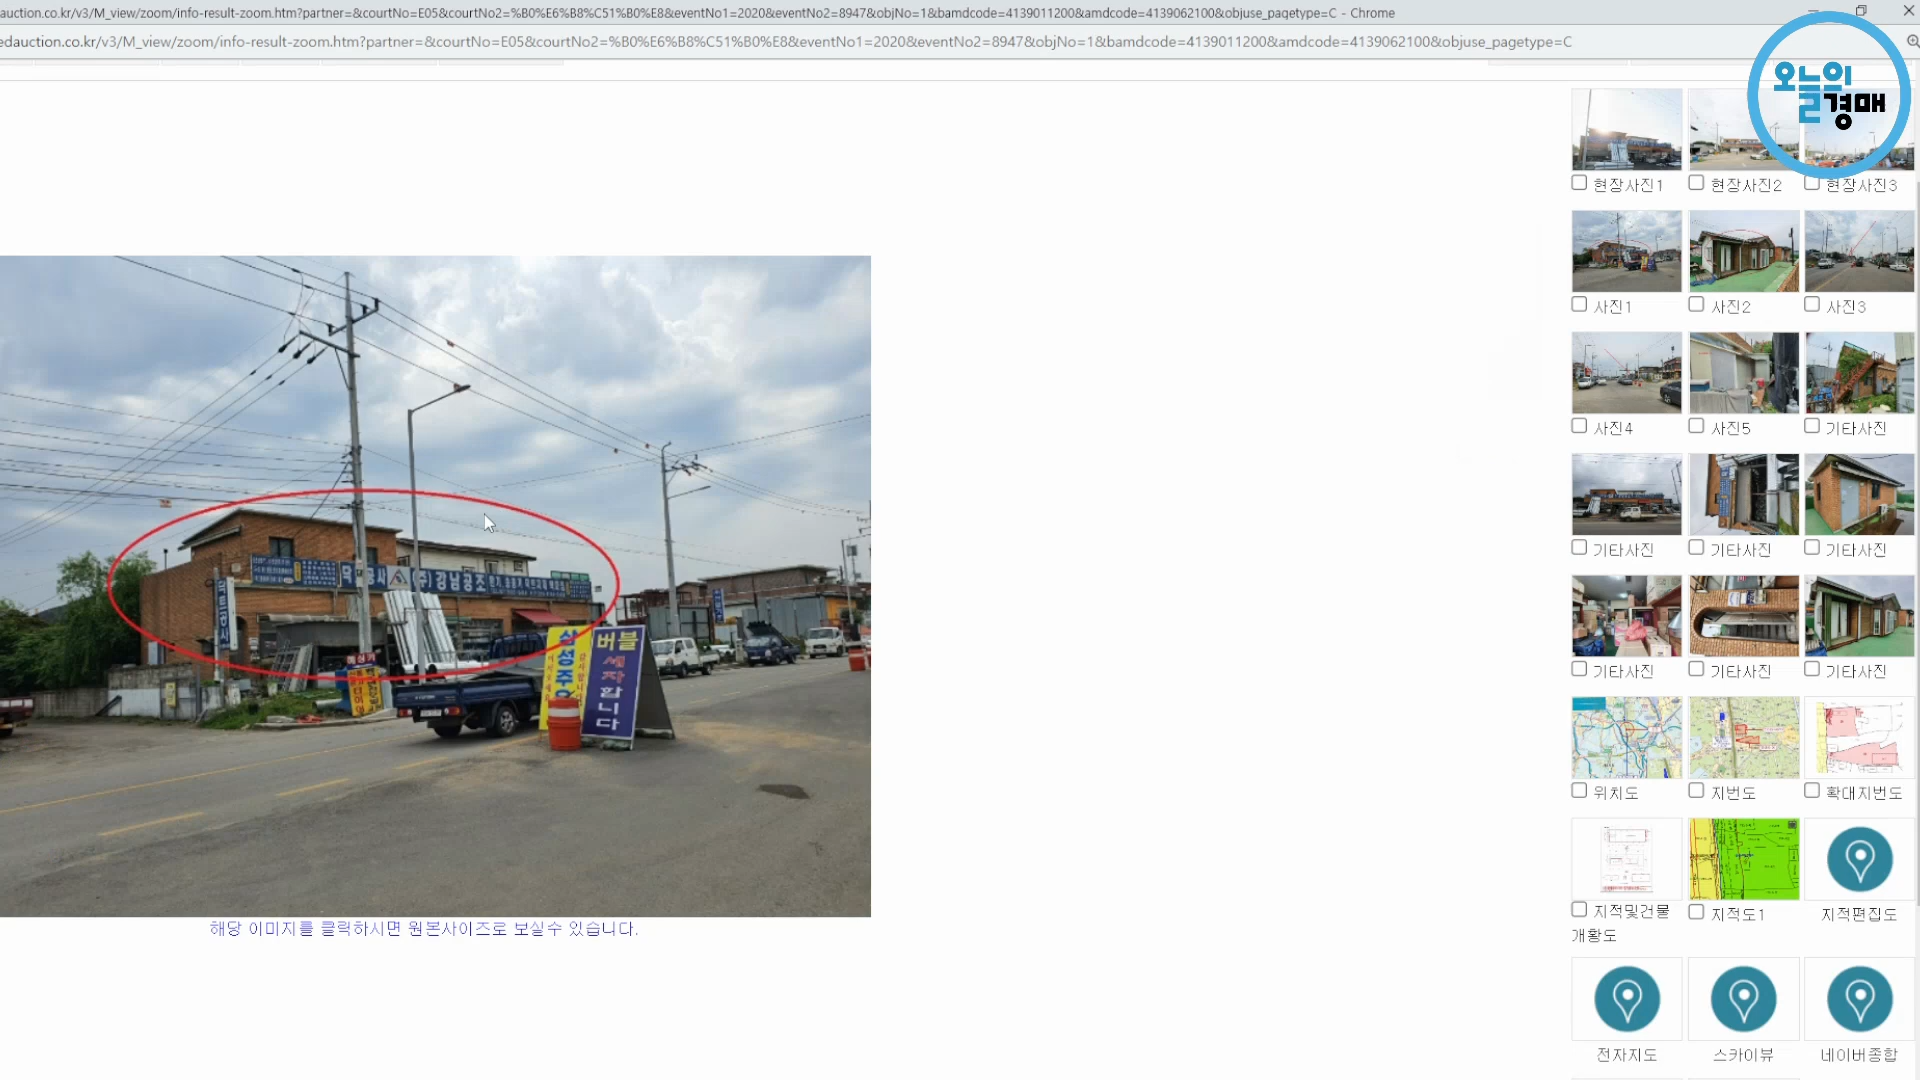 auction.co.kr/v3/M_view/zoom/info-result-zoom.htm?partner=&courtNo=E05&courtNo2=%B0%E6%B8%C51%B0%E8&eventNo1=2020&eventNo2=8947&objNo=1&bamdcode=4139011200&amdcode=4139062100&objuse_pagetype=C - Chrome
edauction.co.kr/v3/M_view/zoom/info-result-zoom.htm?partner=&courtNo=E05&courtNo2=%B0%E6%B8%C51%B0%E8&eventNo1=2020&eventNo2=8947&objNo=1&bamdcode=4139011200&amdcode=4139062100&objuse_pagetype=C
오늘의
경매
현장사진1 현장사진2 현장사진3
사진1 사진2 사진3
사진4 사진5 기타사진
기타사진 기타사진 기타사진
기타사진 기타사진 기타사진
위치도 지번도 확대지번도
지적및건물개황도 지적도1 지적편집도
전자지도 스카이뷰 네이버종합
(주)강남공조
덕트공사
삼성주유
버블
세차
합니다
해당 이미지를 클릭하시면 원본사이즈로 보실수 있습니다.